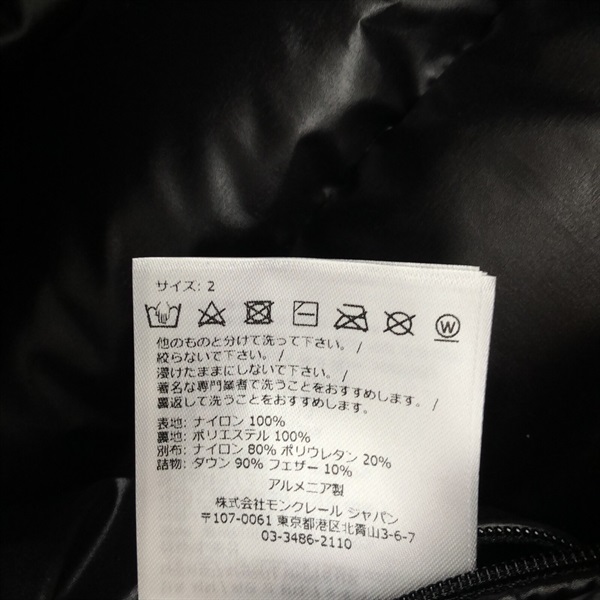 サイズ: 2
W
他のものと分けて洗って下さい。 /
絞らないで下さい。 /
浸けたままにしないで下さい。 /
著名な専門業者で洗うことをおすすめします。 /
裏返して洗うことをおすすめします。
表地: ナイロン 100%
裏地: ポリエステル 100%
別布: ナイロン 80% ポリウレタン 20%
詰物: ダウン 90% フェザー 10%
アルメニア製
株式会社モンクレール ジャパン
〒107-0061 東京都港区北青山3-6-7
03-3486-2110